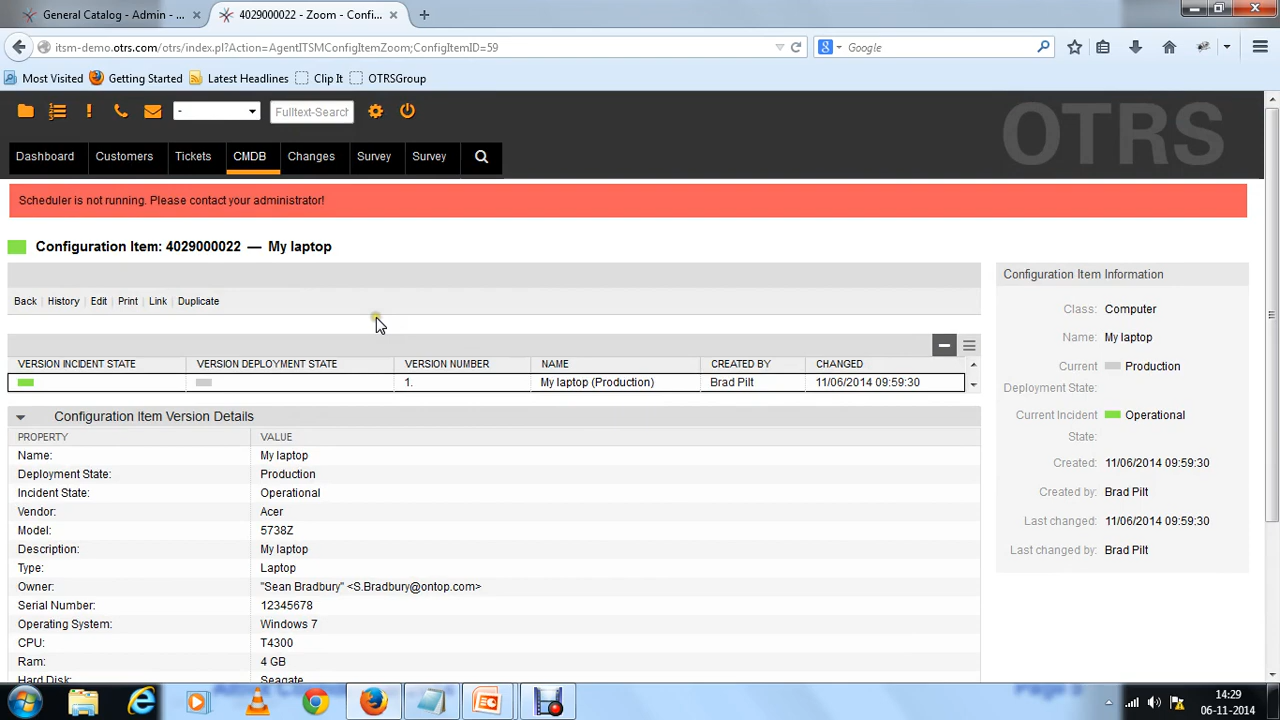 General Catalog - Admin - ...
4029000022 - Zoom - Confi...
itsm-demo.otrs.com/otrs/index.pl?Action=AgentITSMConfigItemZoom;ConfigItemID=59
Google
Most Visited
Getting Started
Latest Headlines
Clip It
OTRSGroup
-
Fulltext-Search
OTRS
Dashboard
Customers
Tickets
CMDB
Changes
Survey
Survey
Scheduler is not running. Please contact your administrator!
Configuration Item: 4029000022 — My laptop
Back | History | Edit | Print | Link | Duplicate
VERSION INCIDENT STATE VERSION DEPLOYMENT STATE VERSION NUMBER NAME CREATED BY CHANGED
1. My laptop (Production) Brad Pilt 11/06/2014 09:59:30
Configuration Item Version Details
PROPERTY VALUE
Name: My laptop
Deployment State: Production
Incident State: Operational
Vendor: Acer
Model: 5738Z
Description: My laptop
Type: Laptop
Owner: "Sean Bradbury" <S.Bradbury@ontop.com>
Serial Number: 12345678
Operating System: Windows 7
CPU: T4300
Ram: 4 GB
Hard Disk: Seagate
Configuration Item Information
Class: Computer
Name: My laptop
Current Production
Deployment State:
Current Incident Operational
State:
Created: 11/06/2014 09:59:30
Created by: Brad Pilt
Last changed: 11/06/2014 09:59:30
Last changed by: Brad Pilt
14:29
06-11-2014